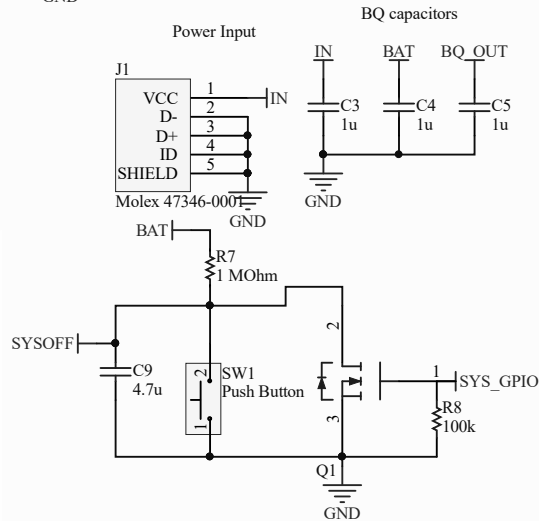 GND
Power Input
BQ capacitors
J1
VCC 1 IN
D- 2
D+ 3
ID 4
SHIELD 5
Molex 47346-0001
GND
IN BAT BQ_OUT
C3 C4 C5
1u 1u 1u
GND
BAT
R7
1 MOhm
SYSOFF
C9
4.7u
2
SW1
Push Button
1
2
1
SYS_GPIO
R8
100k
3
Q1
GND